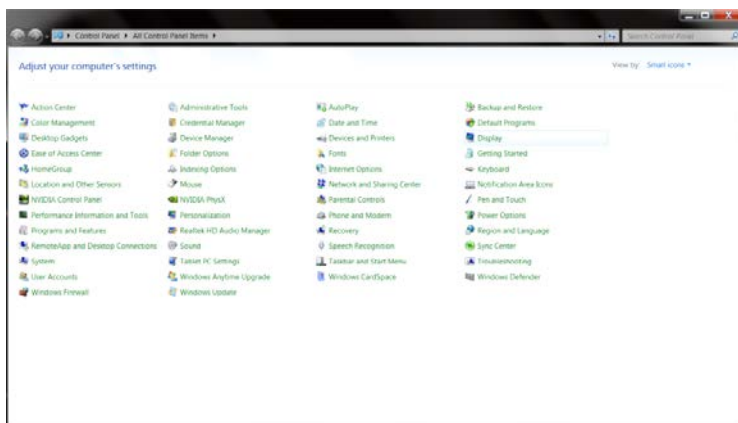 Control Panel ▸ All Control Panel Items ▸
Search Control Panel
Adjust your computer's settings
View by: Small icons
Action Center Administrative Tools AutoPlay Backup and Restore
Color Management Credential Manager Date and Time Default Programs
Desktop Gadgets Device Manager Devices and Printers Display
Ease of Access Center Folder Options Fonts Getting Started
HomeGroup Indexing Options Internet Options Keyboard
Location and Other Sensors Mouse Network and Sharing Center Notification Area Icons
NVIDIA Control Panel NVIDIA PhysX Parental Controls Pen and Touch
Performance Information and Tools Personalization Phone and Modem Power Options
Programs and Features Realtek HD Audio Manager Recovery Region and Language
RemoteApp and Desktop Connections Sound Speech Recognition Sync Center
System Tablet PC Settings Taskbar and Start Menu Troubleshooting
User Accounts Windows Anytime Upgrade Windows CardSpace Windows Defender
Windows Firewall Windows Update